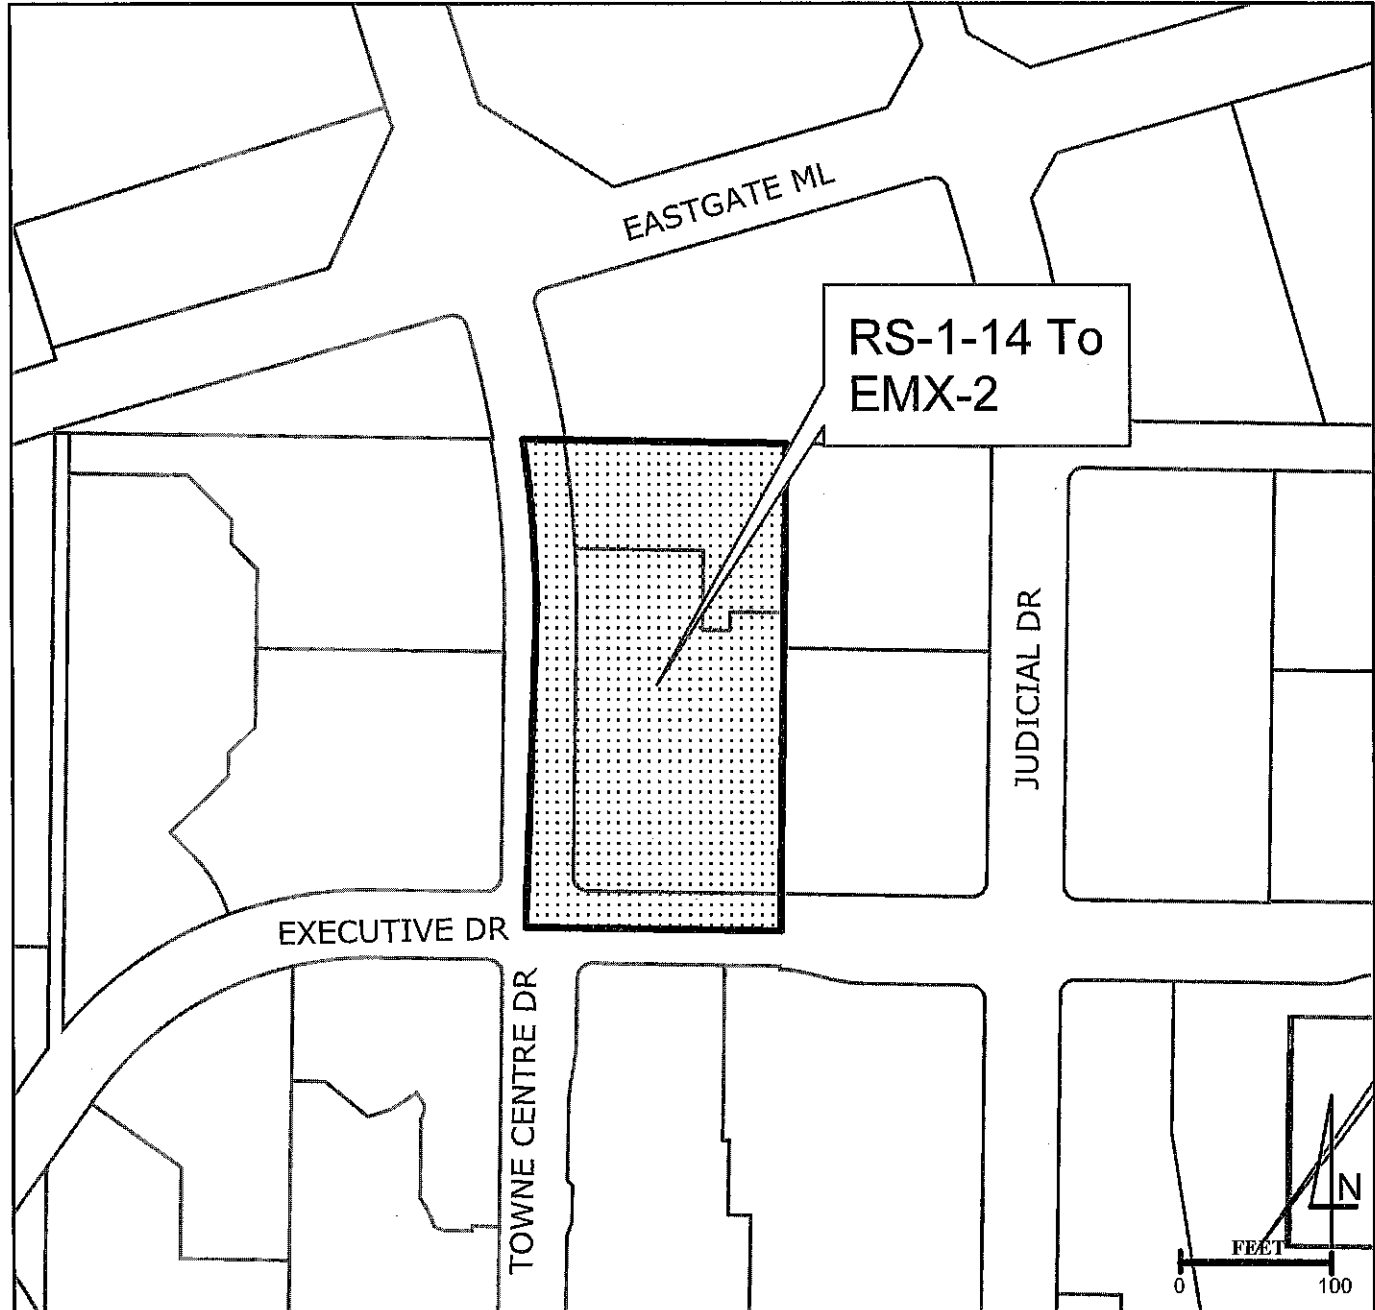 EASTGATE ML
RS-1-14 To
EMX-2
JUDICIAL DR
EXECUTIVE DR
TOWNE CENTRE DR
N
FEET
0 100